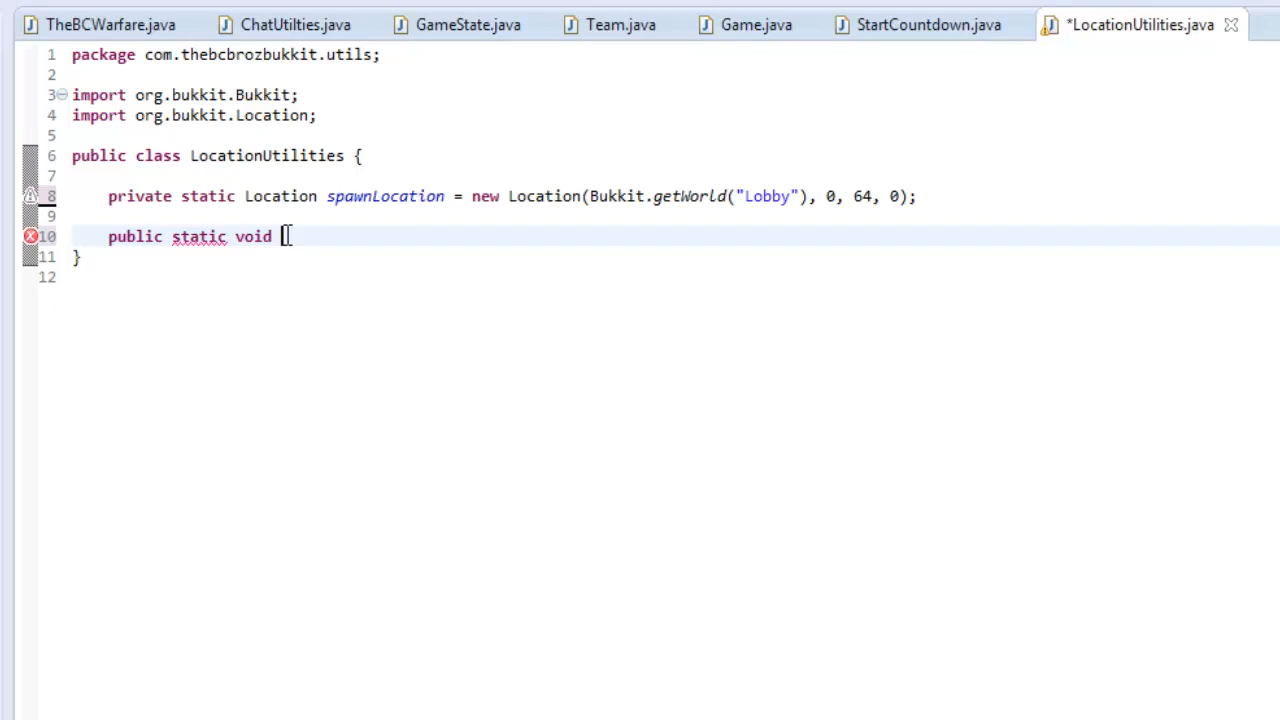 TheBCWarfare.java ChatUtilties.java GameState.java Team.java Game.java StartCountdown.java *LocationUtilities.java
1 package com.thebcbrozbukkit.utils;
2
3 import org.bukkit.Bukkit;
4 import org.bukkit.Location;
5
6 public class LocationUtilities {
7
8 private static Location spawnLocation = new Location(Bukkit.getWorld("Lobby"), 0, 64, 0);
9
10 public static void
11 }
12